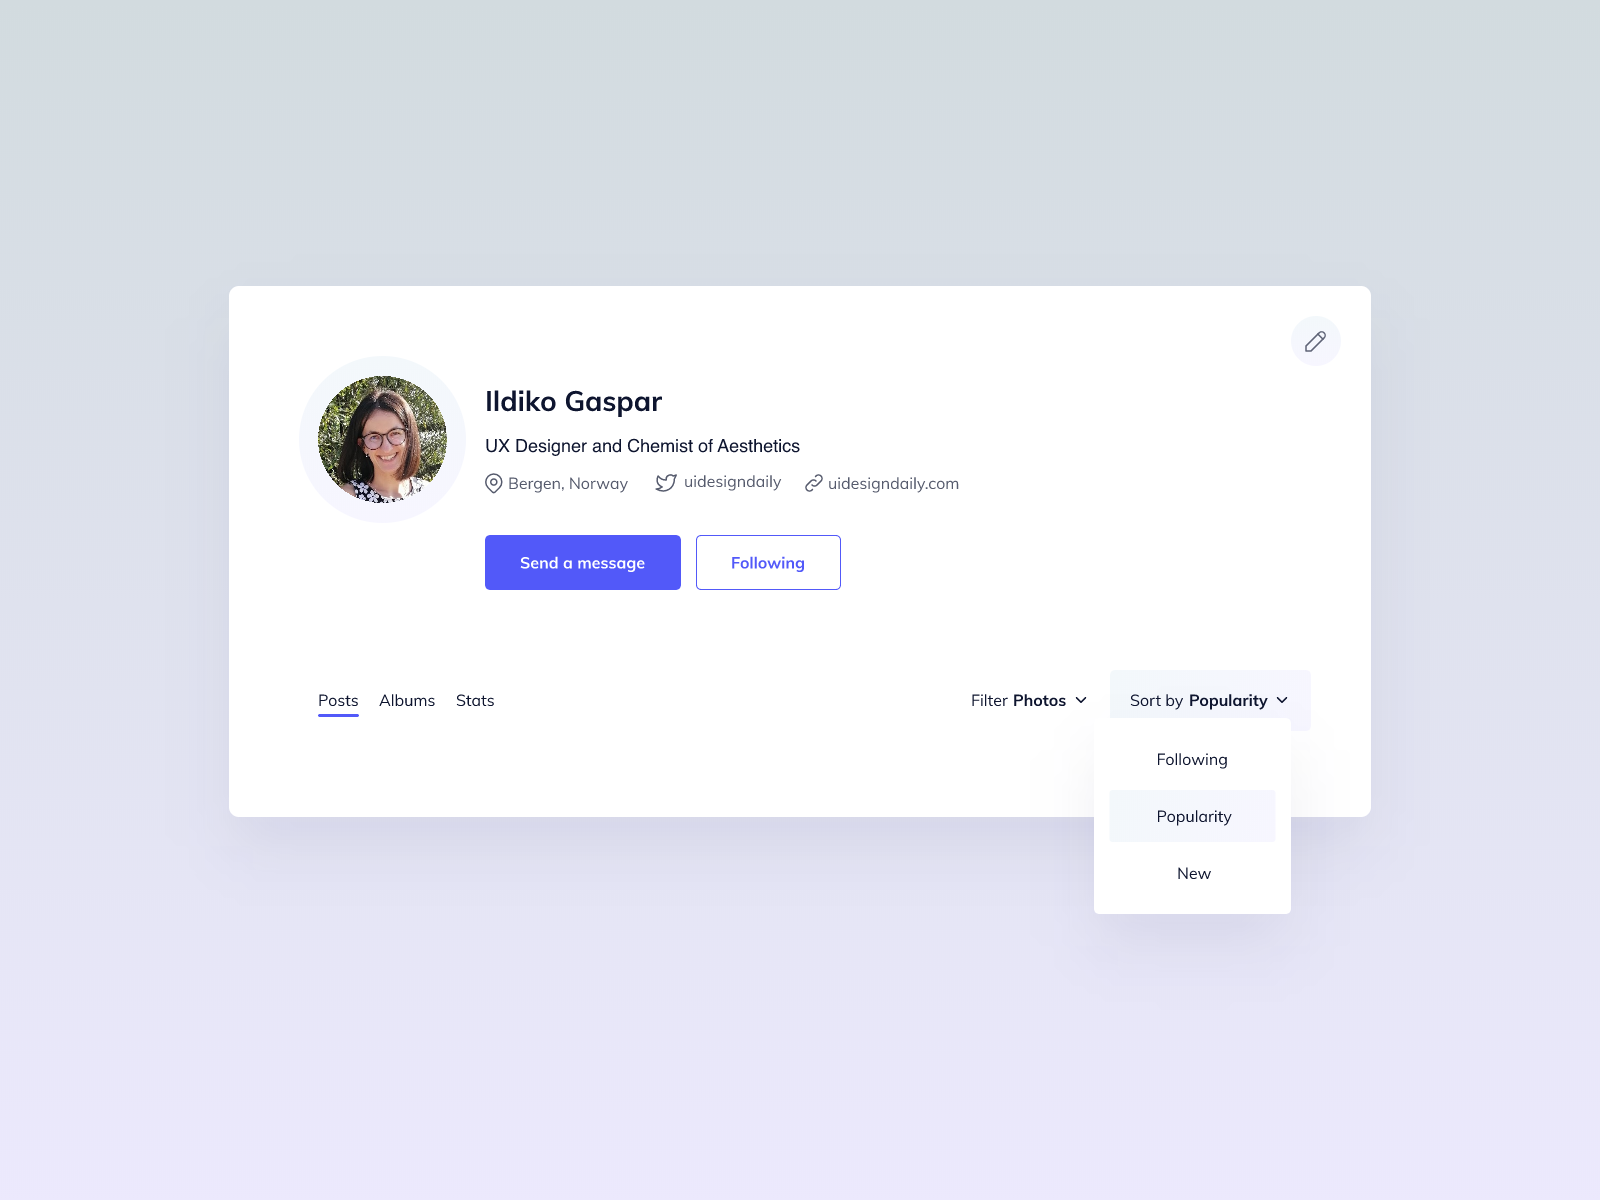 Ildiko Gaspar
UX Designer and Chemist of Aesthetics
Bergen, Norway uidesigndaily uidesigndaily.com
Send a message Following
Posts Albums Stats Filter Photos Sort by Popularity
Following
Popularity
New